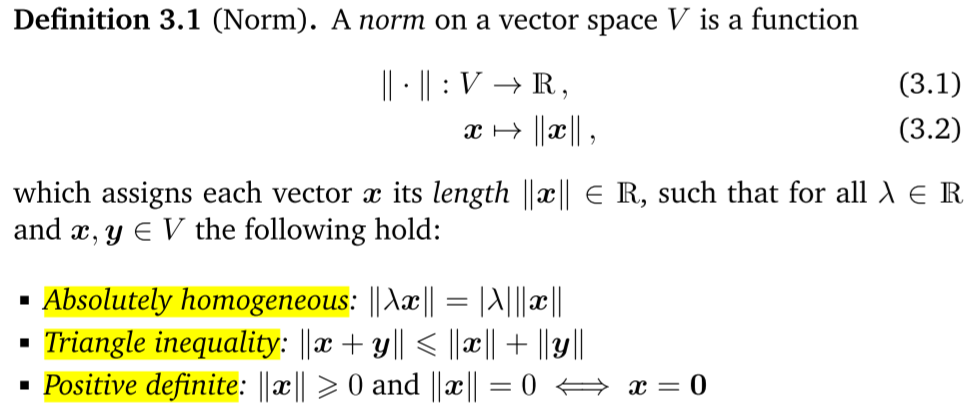 Definition 3.1 (Norm). A norm on a vector space V is a function
‖ · ‖ : V → ℝ , (3.1)
x ↦ ‖x‖ , (3.2)
which assigns each vector x its length ‖x‖ ∈ ℝ, such that for all λ ∈ ℝ
and x, y ∈ V the following hold:
▪ Absolutely homogeneous: ‖λx‖ = |λ|‖x‖
▪ Triangle inequality: ‖x + y‖ ⩽ ‖x‖ + ‖y‖
▪ Positive definite: ‖x‖ ⩾ 0 and ‖x‖ = 0 ⟺ x = 0